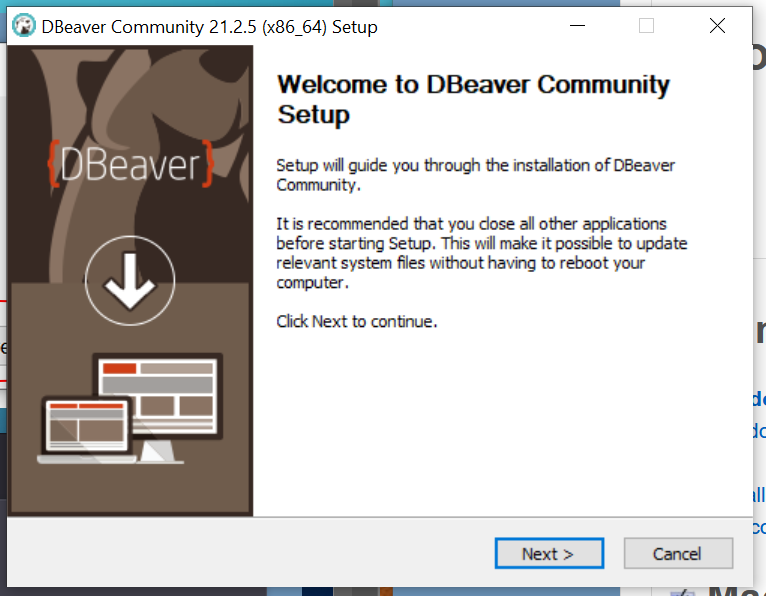 DBeaver Community 21.2.5 (x86_64) Setup
{DBeaver}
Welcome to DBeaver Community
Setup
Setup will guide you through the installation of DBeaver
Community.
It is recommended that you close all other applications
before starting Setup. This will make it possible to update
relevant system files without having to reboot your
computer.
Click Next to continue.
Next >
Cancel